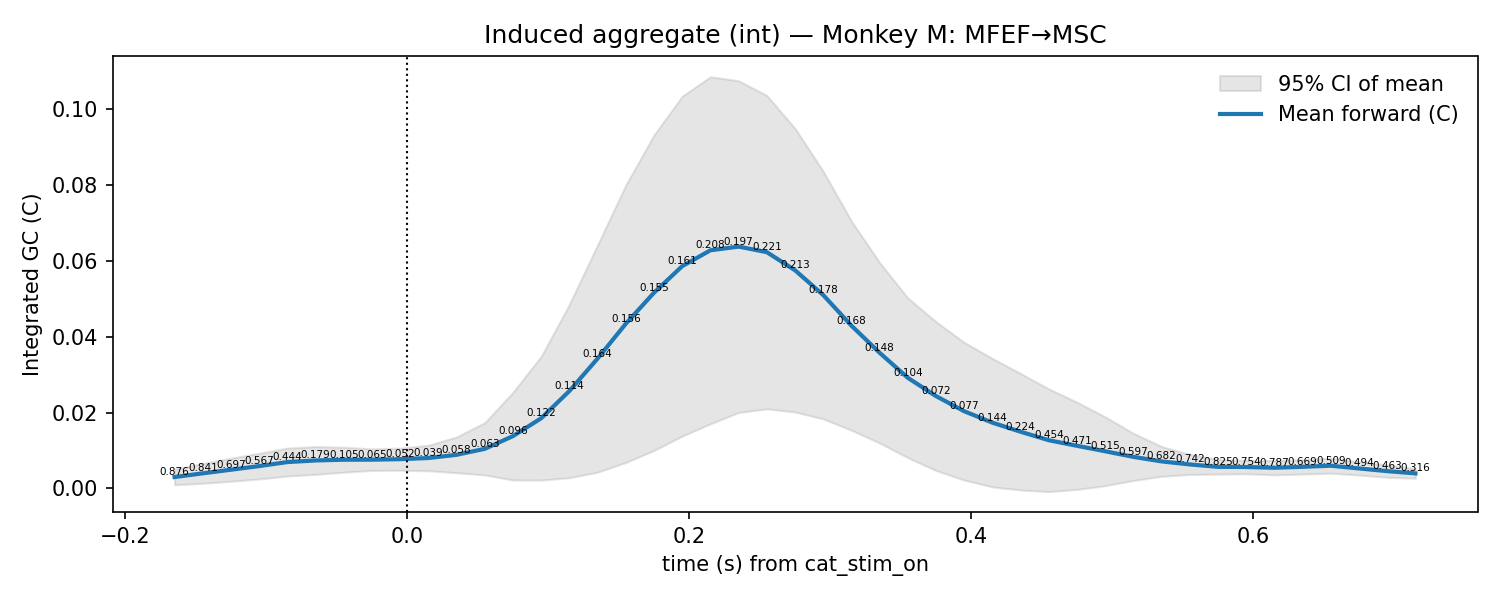 Induced aggregate (int) — Monkey M: MFEF→MSC
95% CI of mean
Mean forward (C)
Integrated GC (C)
0.10
0.08
0.06
0.04
0.02
0.00
0.876 0.841 0.697 0.567 0.444 0.179 0.105 0.065 0.052 0.039 0.058 0.063 0.096 0.122 0.114 0.164 0.156 0.155 0.161 0.208 0.197 0.221 0.213 0.178 0.168 0.148 0.104 0.072 0.077 0.144 0.224 0.454 0.471 0.515 0.597 0.682 0.742 0.825 0.754 0.787 0.669 0.509 0.494 0.463 0.316
−0.2 0.0 0.2 0.4 0.6
time (s) from cat_stim_on